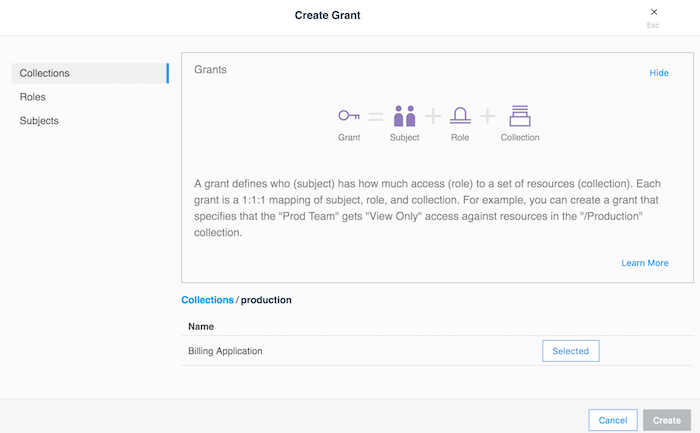 Create Grant
Esc
Collections
Roles
Subjects
Grants
Hide
Grant
Subject
Role
Collection
A grant defines who (subject) has how much access (role) to a set of resources (collection). Each
grant is a 1:1:1 mapping of subject, role, and collection. For example, you can create a grant that
specifies that the "Prod Team" gets "View Only" access against resources in the "/Production"
collection.
Learn More
Collections / production
Name
Billing Application
Selected
Cancel
Create